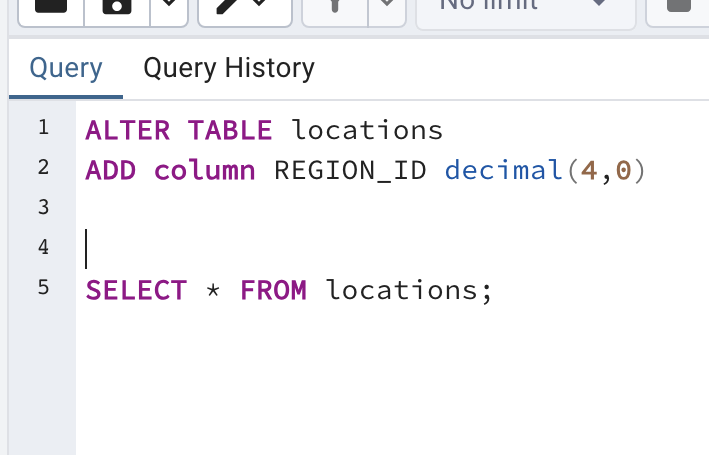 No limit
Query Query History
1 ALTER TABLE locations
2 ADD column REGION_ID decimal(4,0)
3
4
5 SELECT * FROM locations;